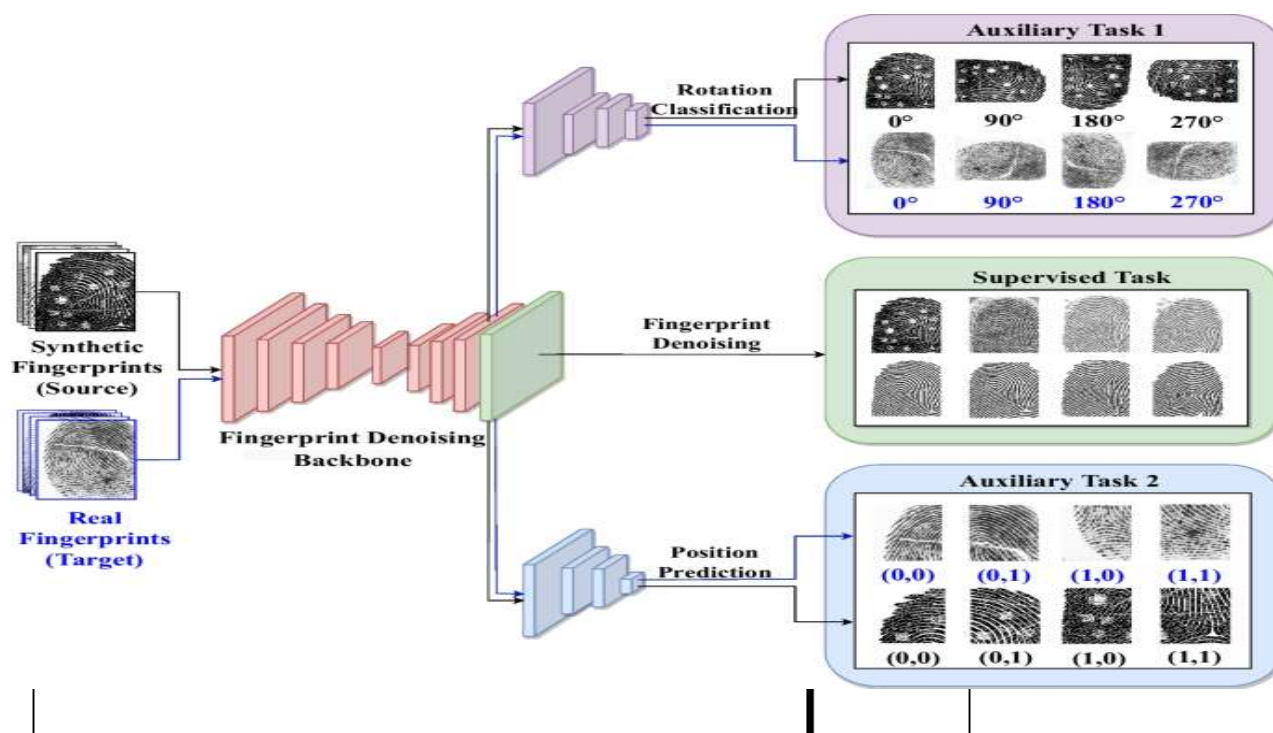 Auxiliary Task 1
Rotation
Classification
0° 90° 180° 270°
0° 90° 180° 270°
Synthetic
Fingerprints
(Source)
Real
Fingerprints
(Target)
Fingerprint Denoising
Backbone
Fingerprint
Denoising
Supervised Task
Auxiliary Task 2
Position
Prediction
(0,0) (0,1) (1,0) (1,1)
(0,0) (0,1) (1,0) (1,1)